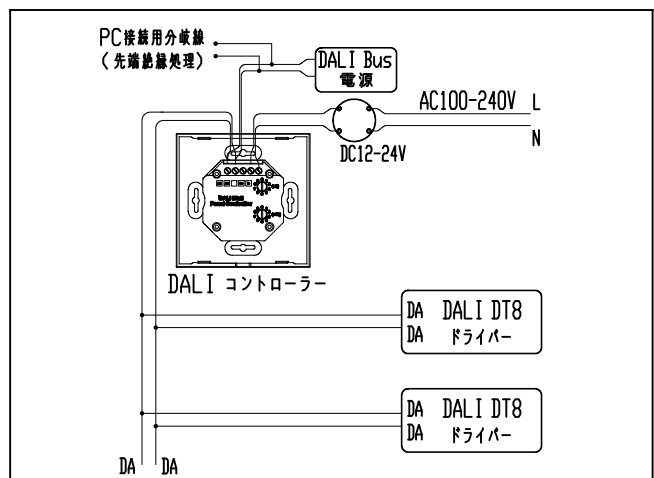 PC接続用分岐線
(先端絶縁処理)
DALI Bus
電源
AC100-240V L
N
DC12-24V
DALI コントローラー
DA DALI DT8
DA ドライバー
DA DALI DT8
DA ドライバー
DA DA